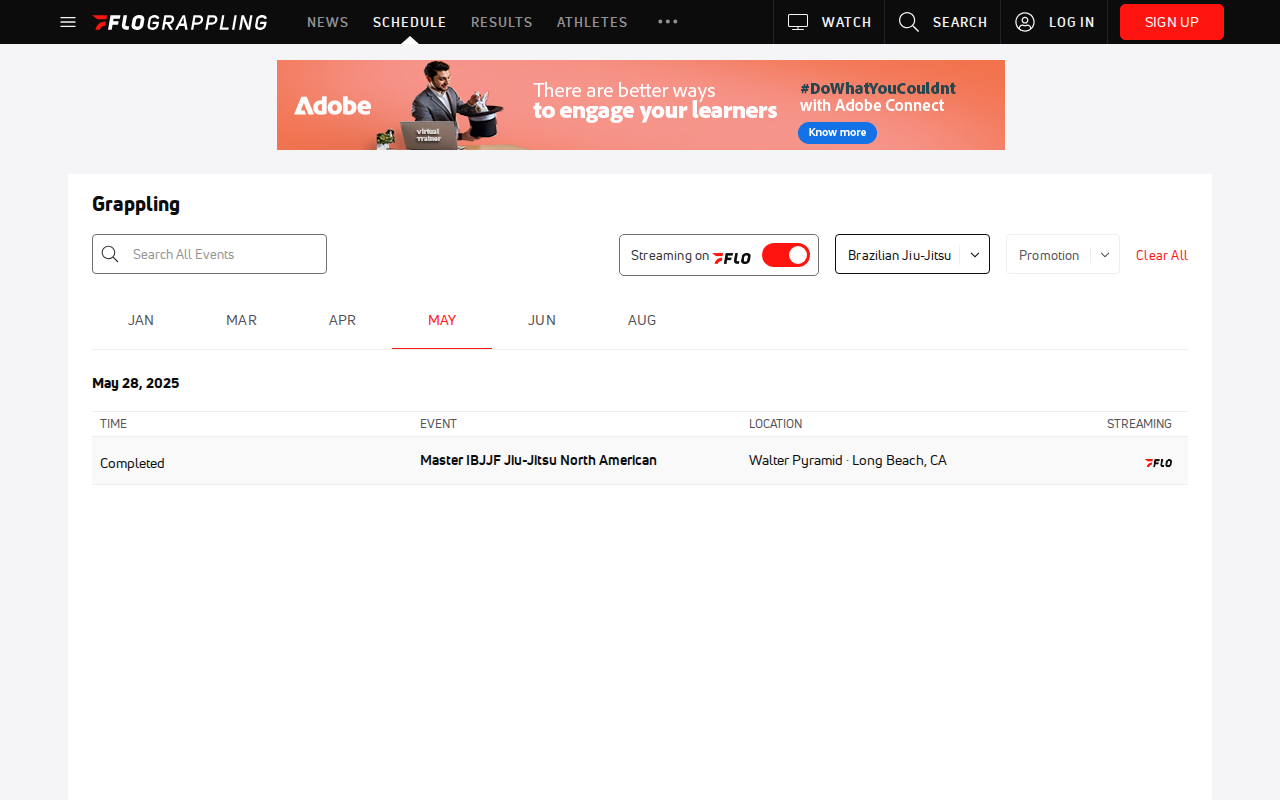 FLOGRAPPLING NEWS SCHEDULE RESULTS ATHLETES WATCH SEARCH LOG IN SIGN UP
Adobe
virtual
Trainer
There are better ways
to engage your learners
#DoWhatYouCouldnt
with Adobe Connect
Know more
Grappling
Search All Events
Streaming on FLO
Brazilian Jiu-Jitsu
Promotion
Clear All
JAN MAR APR MAY JUN AUG
May 28, 2025
TIME EVENT LOCATION STREAMING
Completed Master IBJJF Jiu-Jitsu North American Walter Pyramid · Long Beach, CA FLO